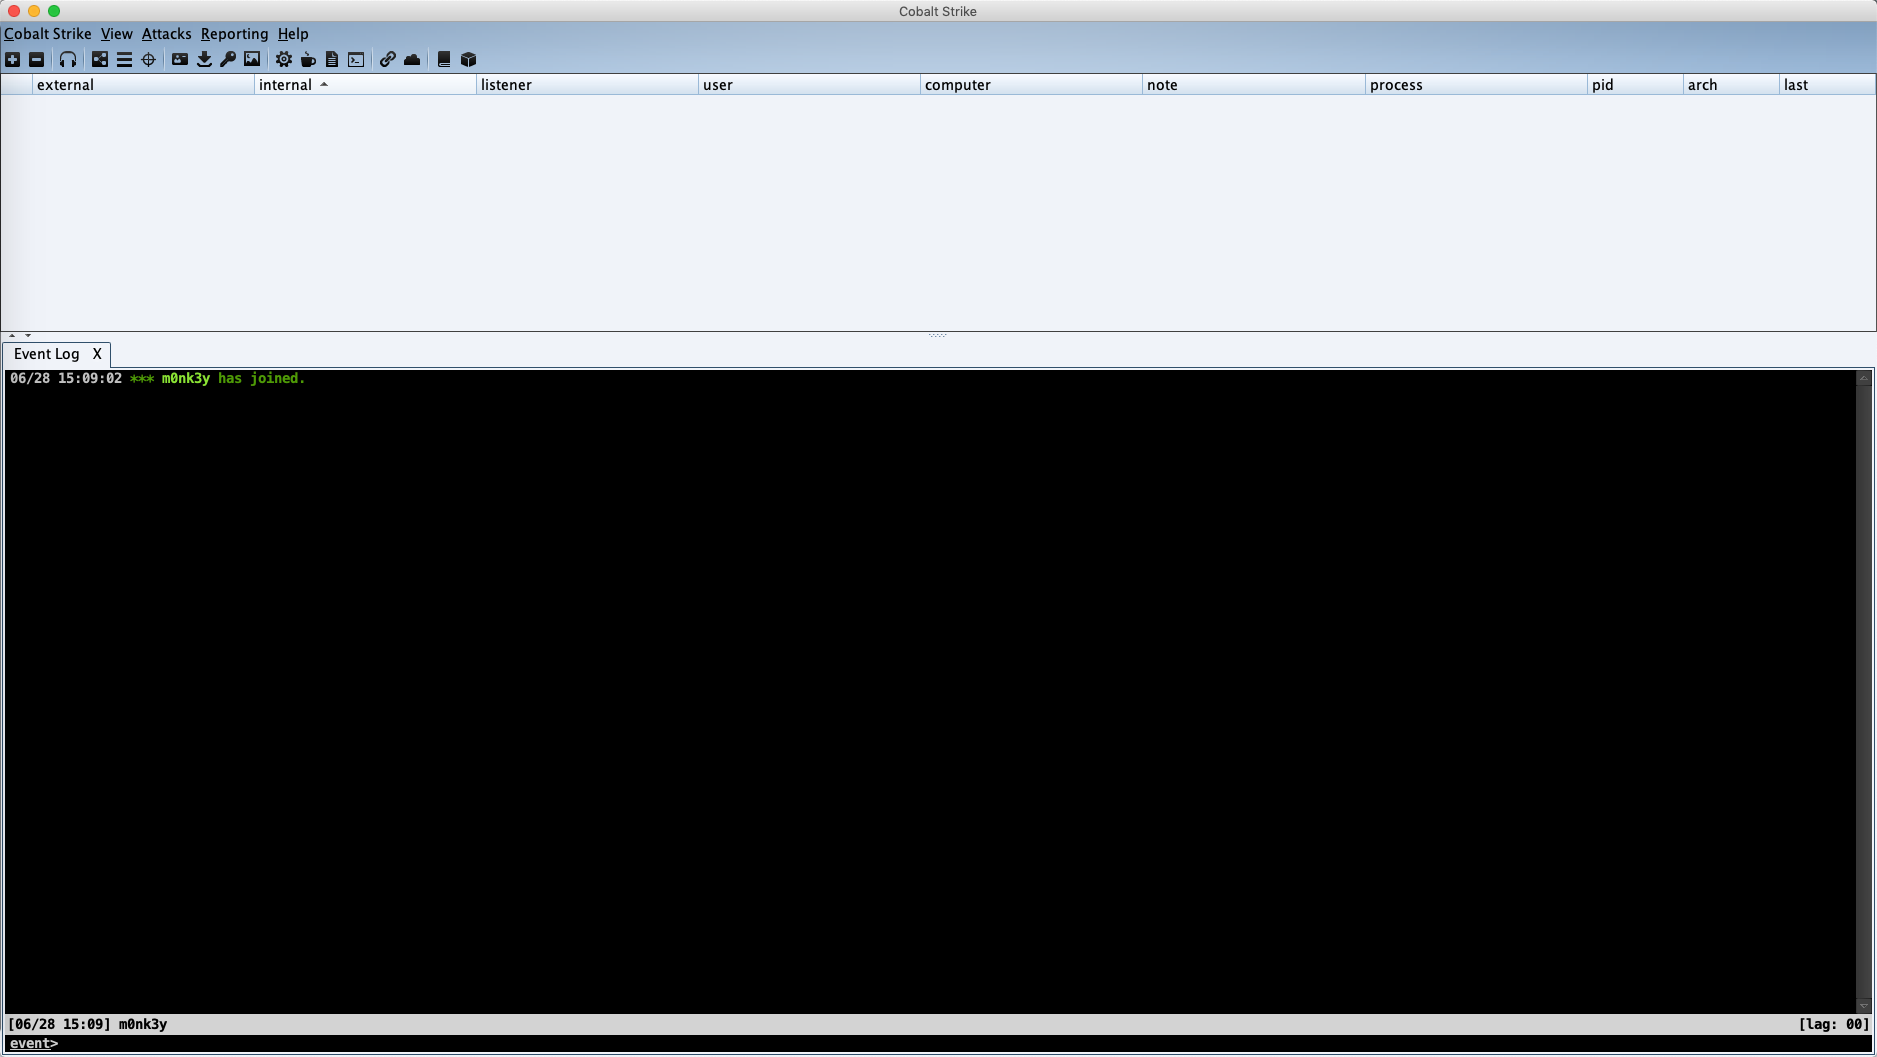 Cobalt Strike
Cobalt Strike View Attacks Reporting Help
external internal listener user computer note process pid arch last
Event Log X
06/28 15:09:02 *** m0nk3y has joined.
[06/28 15:09] m0nk3y [lag: 00]
event>